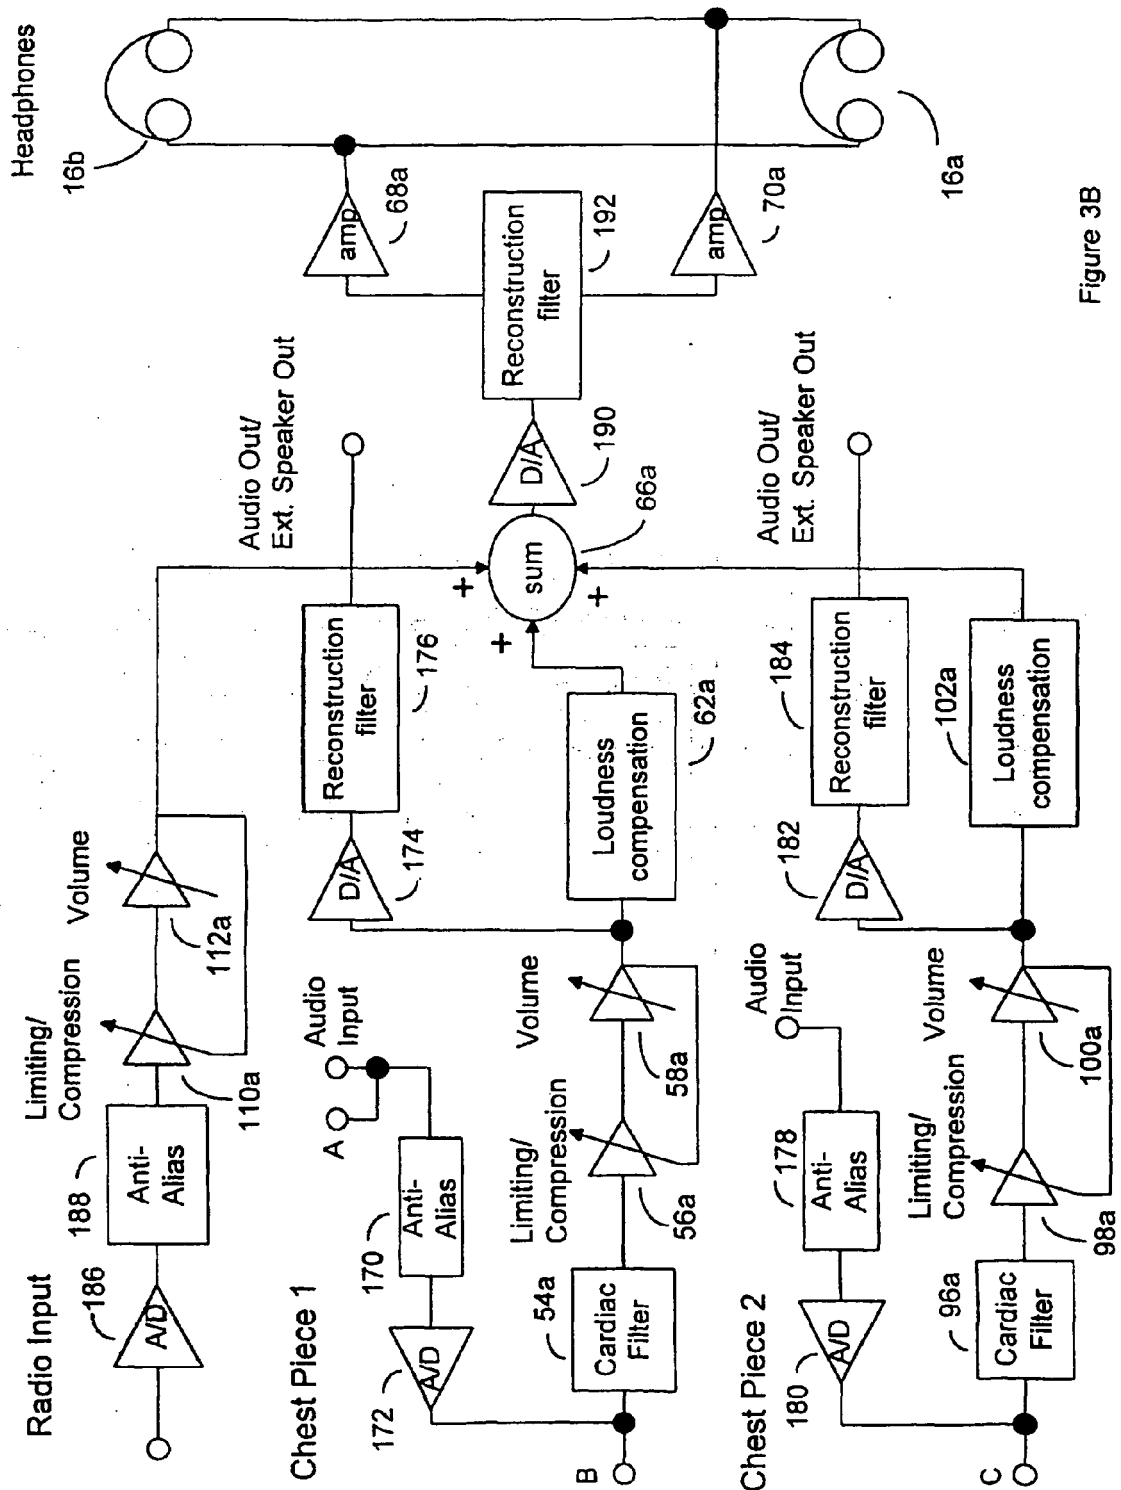 Radio Input
186
A/D
188
Anti-
Alias
Limiting/
Compression
110a
Volume
112a
Headphones
16b
Chest Piece 1
172
A/D
170
Anti-
Alias
A
Audio
Input
B
54a
Cardiac
Filter
Limiting/
Compression
56a
Volume
58a
D/A
174
Reconstruction
filter
176
Audio Out/
Ext. Speaker Out
Loudness
compensation
62a
+
+
+
sum
66a
D/A
190
Reconstruction
filter
192
amp
68a
amp
70a
16a
Chest Piece 2
180
A/D
178
Anti-
Alias
Audio
Input
C
96a
Cardiac
Filter
Limiting/
Compression
98a
Volume
100a
182
D/A
184
Reconstruction
filter
Audio Out/
Ext. Speaker Out
102a
Loudness
compensation
Figure 3B